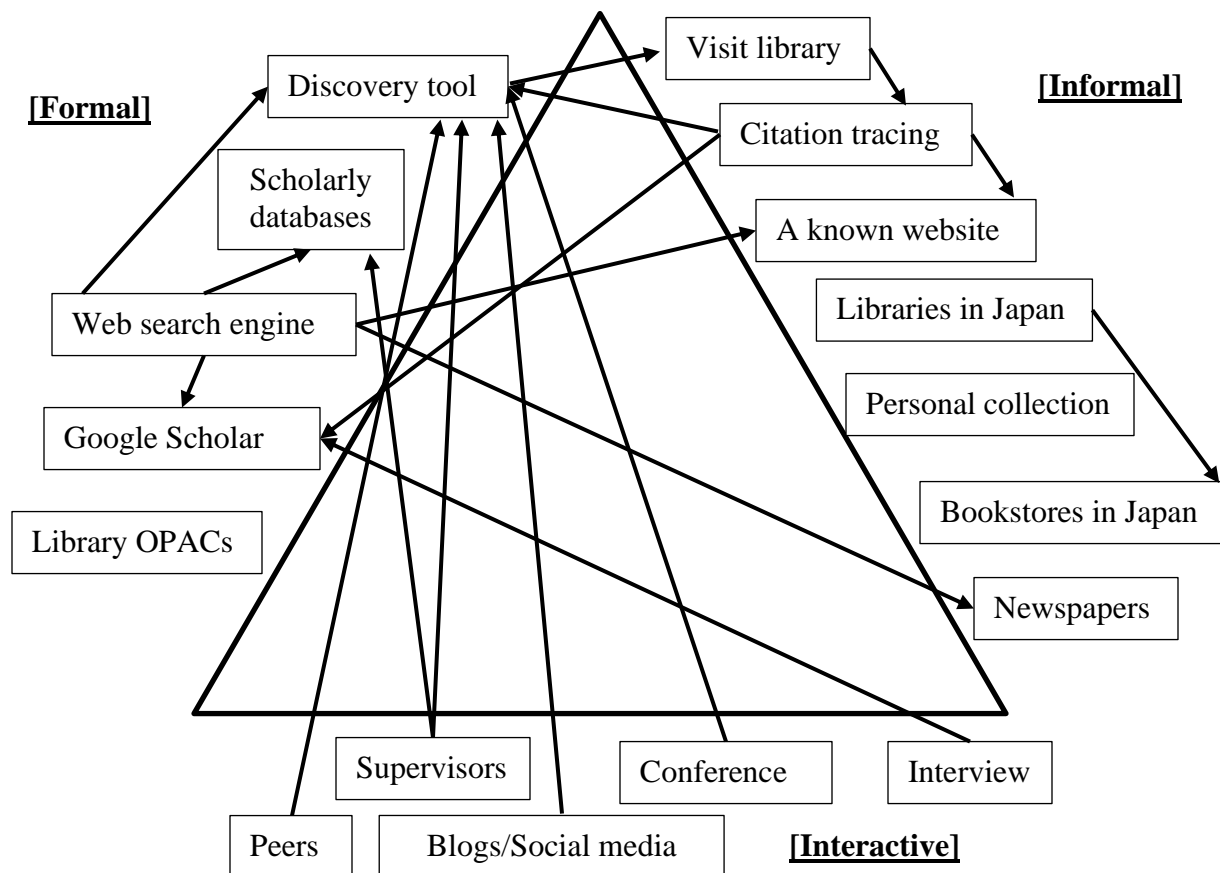 Visit library
Discovery tool
[Formal]
[Informal]
Citation tracing
Scholarly
databases
A known website
Libraries in Japan
Web search engine
Personal collection
Google Scholar
Bookstores in Japan
Library OPACs
Newspapers
Supervisors
Conference
Interview
Peers
Blogs/Social media
[Interactive]